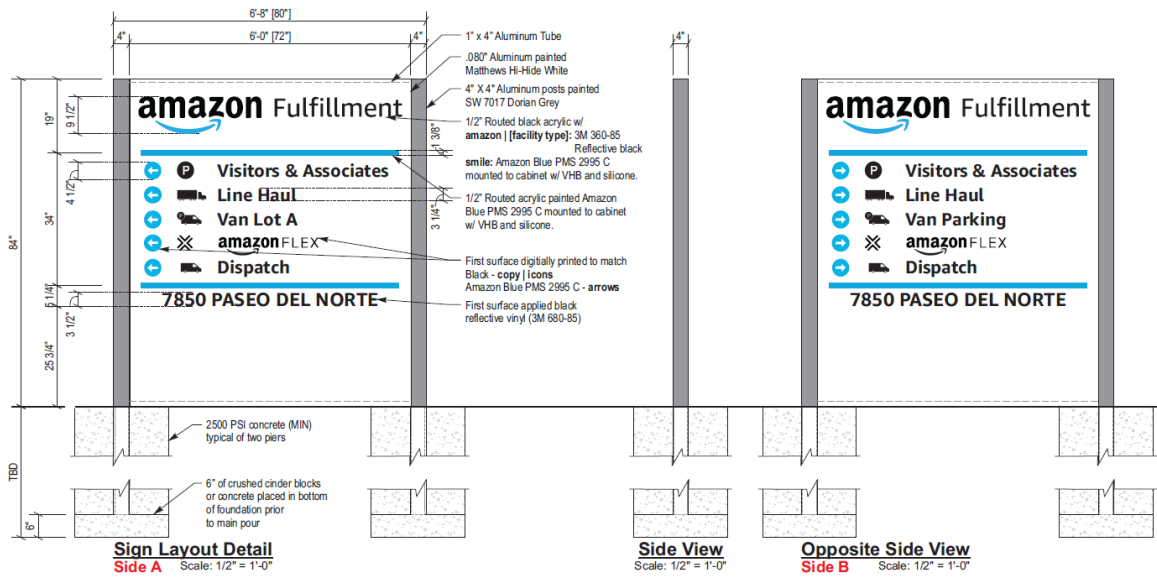 6'-8" [80"]
4" 6'-0" [72"] 4"
1" x 4" Aluminum Tube
.080" Aluminum painted
Matthews Hi-Hide White
4" X 4" Aluminum posts painted
SW 7017 Dorian Grey
1/2" Routed black acrylic w/
amazon | [facility type]: 3M 360-85
Reflective black
smile: Amazon Blue PMS 2995 C
mounted to cabinet w/ VHB and silicone.
1/2" Routed acrylic painted Amazon
Blue PMS 2995 C mounted to cabinet
w/ VHB and silicone.
First surface digitially printed to match
Black - copy | icons
Amazon Blue PMS 2995 C - arrows
First surface applied black
reflective vinyl (3M 680-85)
84"
19"
9 1/2"
34"
4 1/2"
6 1/4"
3 1/2"
25 3/4"
1 3/8"
3 1/4"
TBD
6"
amazon Fulfillment
P Visitors & Associates
Line Haul
Van Lot A
amazon FLEX
Dispatch
7850 PASEO DEL NORTE
2500 PSI concrete (MIN)
typical of two piers
6" of crushed cinder blocks
or concrete placed in bottom
of foundation prior
to main pour
Sign Layout Detail
Side A Scale: 1/2" = 1'-0"
4"
Side View
Scale: 1/2" = 1'-0"
amazon Fulfillment
P Visitors & Associates
Line Haul
Van Parking
amazon FLEX
Dispatch
7850 PASEO DEL NORTE
Opposite Side View
Side B Scale: 1/2" = 1'-0"